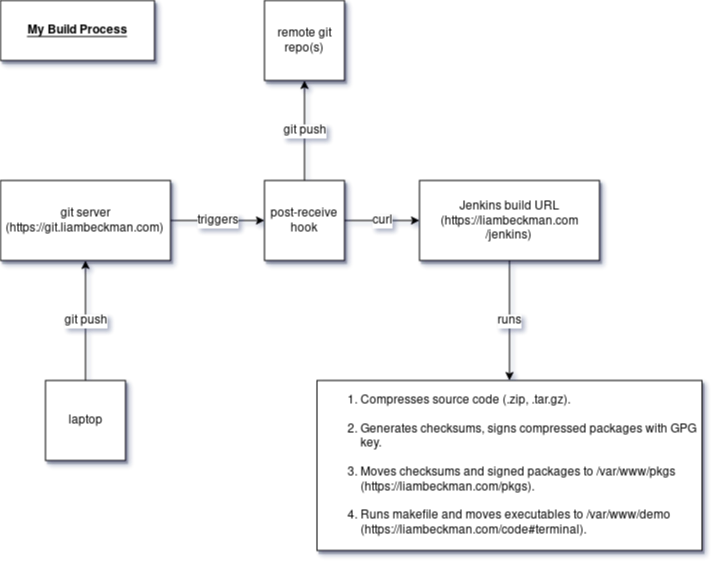 My Build Process
remote git
repo(s)
git push
git server
(https://git.liambeckman.com)
triggers
post-receive
hook
curl
Jenkins build URL
(https://liambeckman.com
/jenkins)
git push
runs
laptop
1. Compresses source code (.zip, .tar.gz).
2. Generates checksums, signs compressed packages with GPG
key.
3. Moves checksums and signed packages to /var/www/pkgs
(https://liambeckman.com/pkgs).
4. Runs makefile and moves executables to /var/www/demo
(https://liambeckman.com/code#terminal).